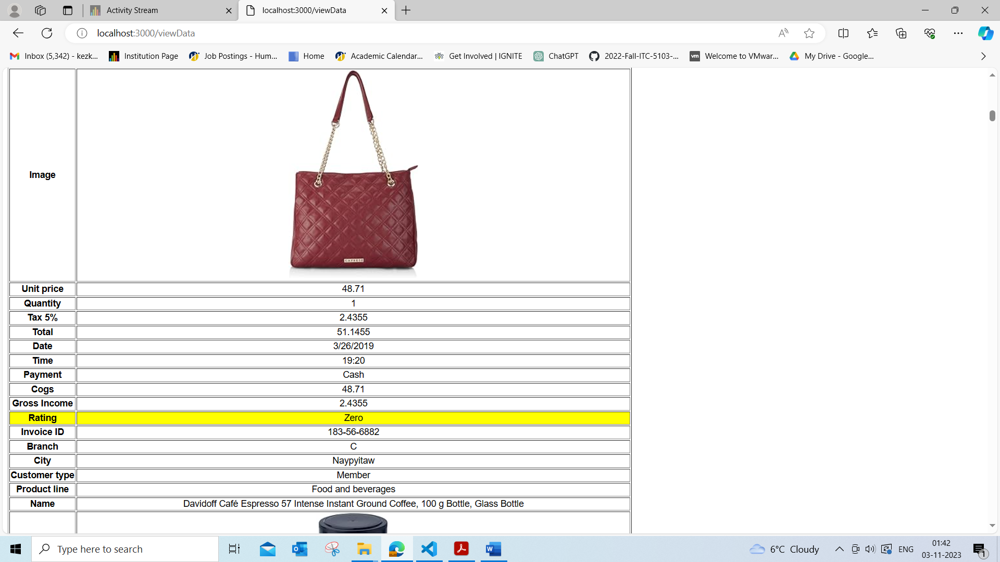 Activity Stream
localhost:3000/viewData
localhost:3000/viewData
Inbox (5,342) - kezk...
Institution Page
Job Postings - Hum...
Home
Academic Calendar...
Get Involved | IGNITE
ChatGPT
2022-Fall-ITC-5103-...
vm
Welcome to VMwar...
My Drive - Google...
Image
CAPRESE
Unit price 48.71
Quantity 1
Tax 5% 2.4355
Total 51.1455
Date 3/26/2019
Time 19:20
Payment Cash
Cogs 48.71
Gross Income 2.4355
Rating Zero
Invoice ID 183-56-6882
Branch C
City Naypyitaw
Customer type Member
Product line Food and beverages
Name Davidoff Café Espresso 57 Intense Instant Ground Coffee, 100 g Bottle, Glass Bottle
Type here to search
6°C Cloudy
ENG
01:42
03-11-2023
1